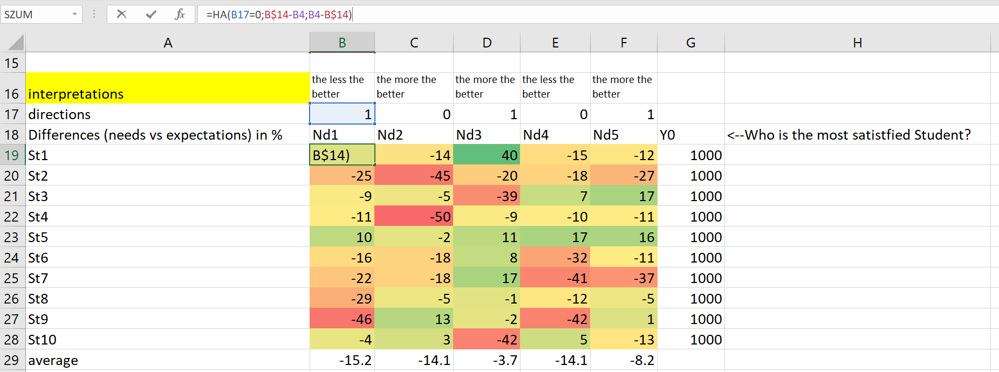 SZUM fx =HA(B17=0;B$14-B4;B4-B$14)
A B C D E F G H
15
16 interpretations the less the better the more the better the more the better the less the better the more the better
17 directions 1 0 1 0 1
18 Differences (needs vs expectations) in % Nd1 Nd2 Nd3 Nd4 Nd5 Y0 <--Who is the most satistfied Student?
19 St1 B$14) -14 40 -15 -12 1000
20 St2 -25 -45 -20 -18 -27 1000
21 St3 -9 -5 -39 7 17 1000
22 St4 -11 -50 -9 -10 -11 1000
23 St5 10 -2 11 17 16 1000
24 St6 -16 -18 8 -32 -11 1000
25 St7 -22 -18 17 -41 -37 1000
26 St8 -29 -5 -1 -12 -5 1000
27 St9 -46 13 -2 -42 1 1000
28 St10 -4 3 -42 5 -13 1000
29 average -15.2 -14.1 -3.7 -14.1 -8.2